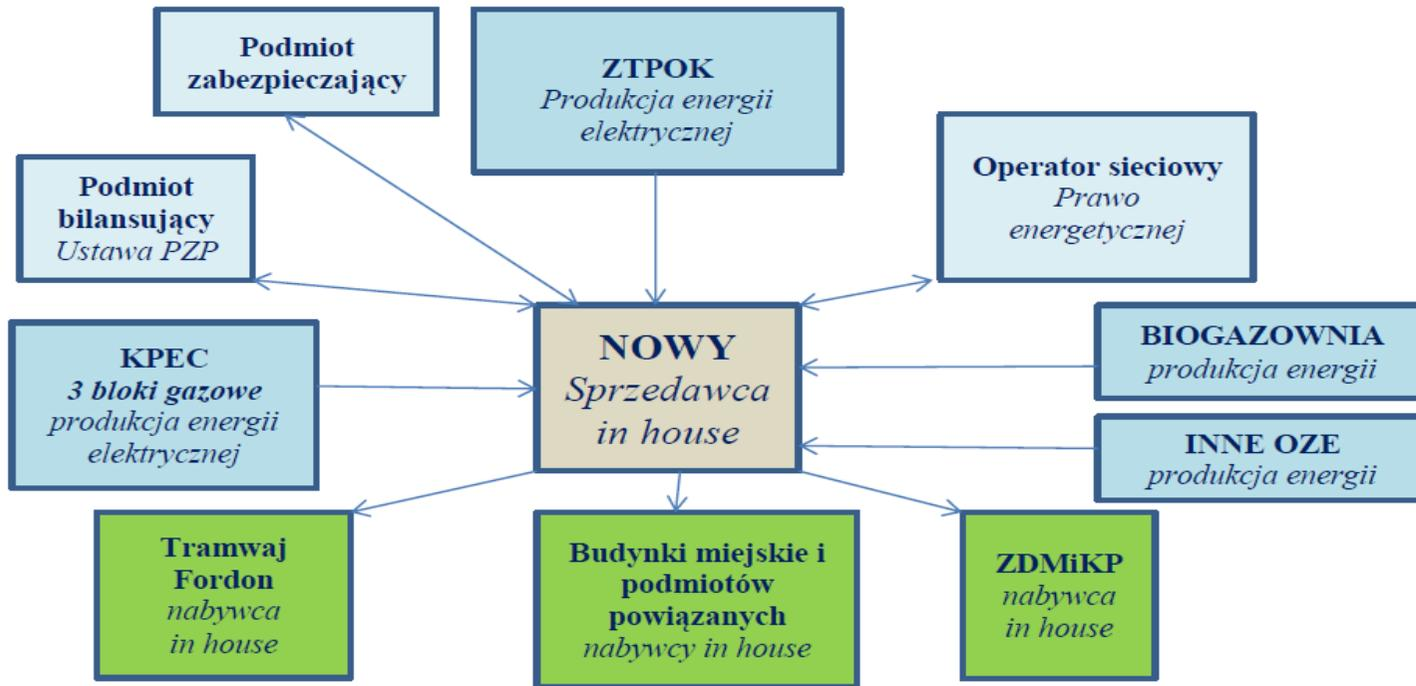 Podmiot
zabezpieczający
ZTPOK
Produkcja energii
elektrycznej
Operator sieciowy
Prawo
energetycznej
Podmiot
bilansujący
Ustawa PZP
NOWY
Sprzedawca
in house
KPEC
3 bloki gazowe
produkcja energii
elektrycznej
BIOGAZOWNIA
produkcja energii
INNE OZE
produkcja energii
Tramwaj
Fordon
nabywca
in house
Budynki miejskie i
podmiotów
powiązanych
nabywcy in house
ZDMiKP
nabywca
in house